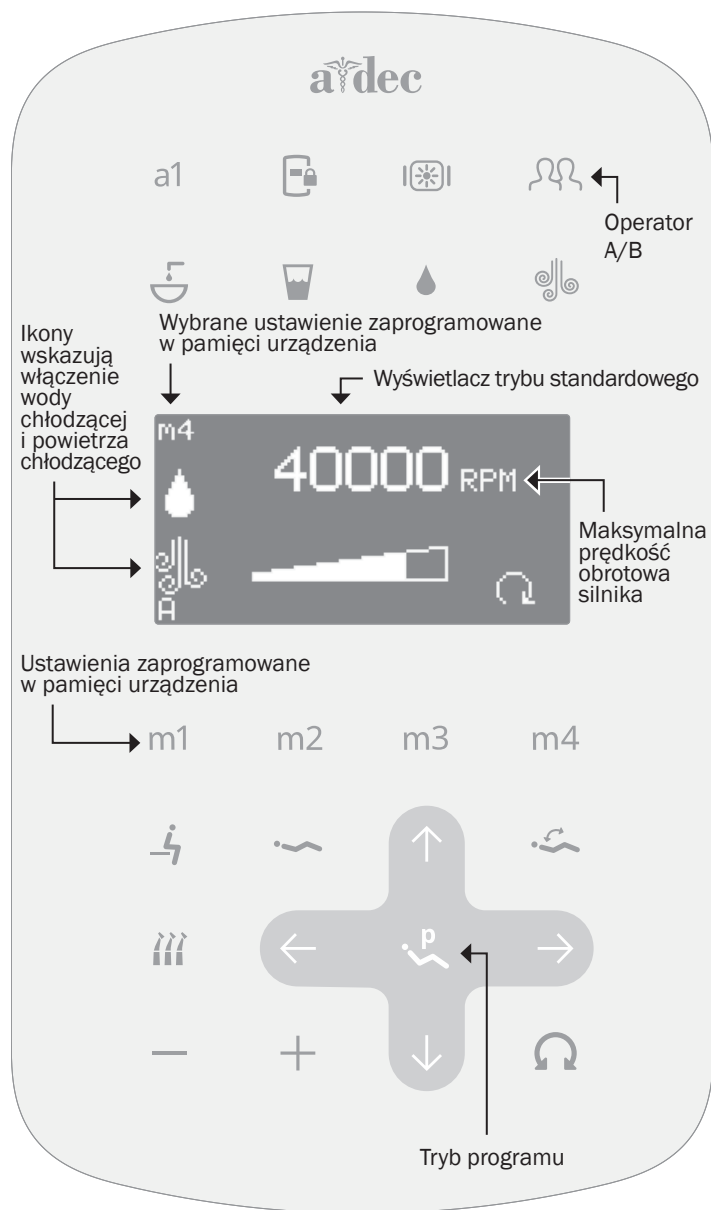 a dec
a1
Operator
A/B
Ikony
wskazują
włączenie
wody
chłodzącej
i powietrza
chłodzącego
Wybrane ustawienie zaprogramowane
w pamięci urządzenia
Wyświetlacz trybu standardowego
m4
40000 RPM
A
Maksymalna
prędkość
obrotowa
silnika
Ustawienia zaprogramowane
w pamięci urządzenia
m1 m2 m3 m4
p
Tryb programu